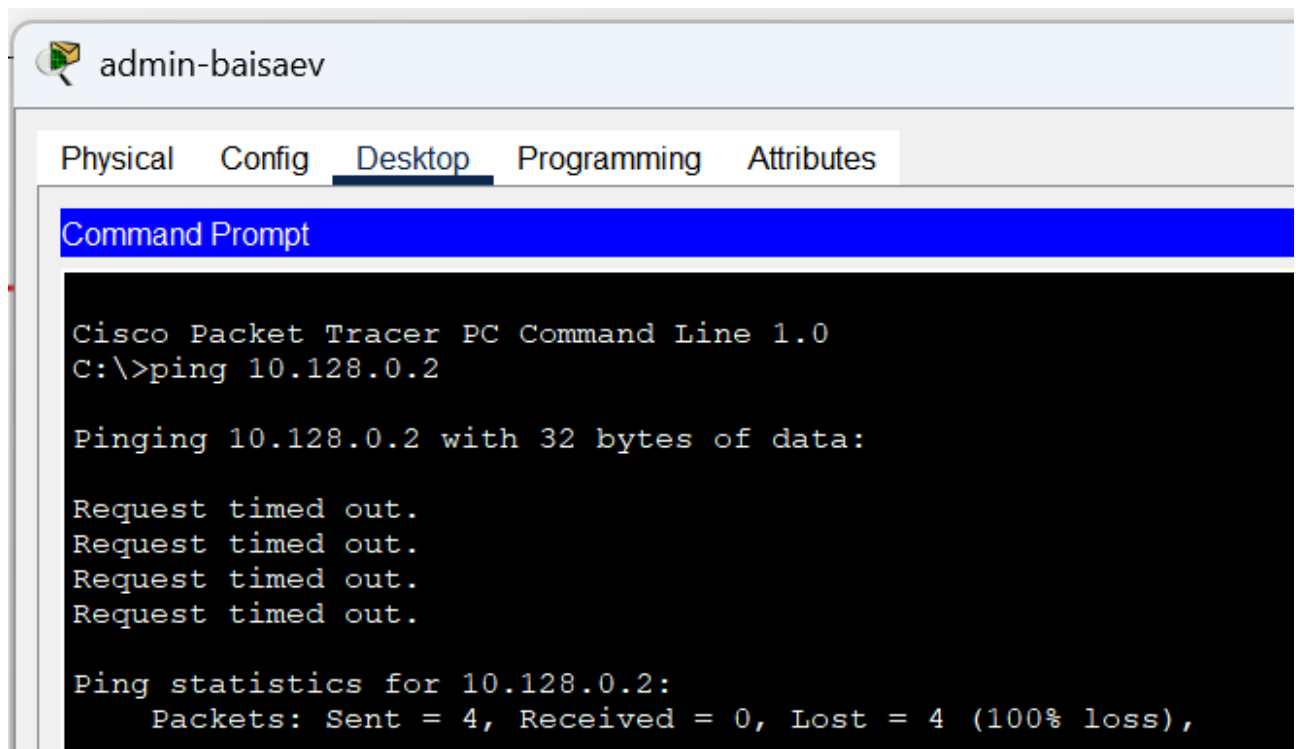 admin-baisaev
Physical Config Desktop Programming Attributes
Command Prompt
Cisco Packet Tracer PC Command Line 1.0
C:\>ping 10.128.0.2
Pinging 10.128.0.2 with 32 bytes of data:
Request timed out.
Request timed out.
Request timed out.
Request timed out.
Ping statistics for 10.128.0.2:
Packets: Sent = 4, Received = 0, Lost = 4 (100% loss),